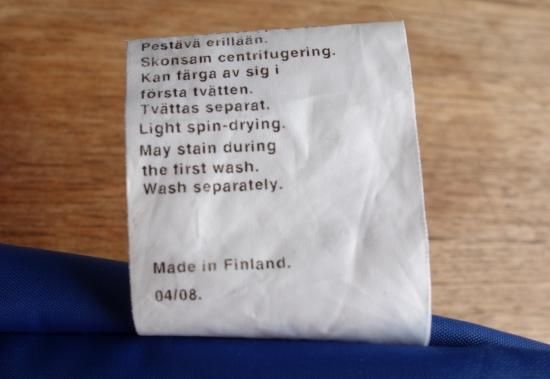 Pestävä erillään.
Skonsam centrifugering.
Kan färga av sig i
första tvätten.
Tvättas separat.
Light spin-drying.
May stain during
the first wash.
Wash separately.
Made in Finland.
04/08.